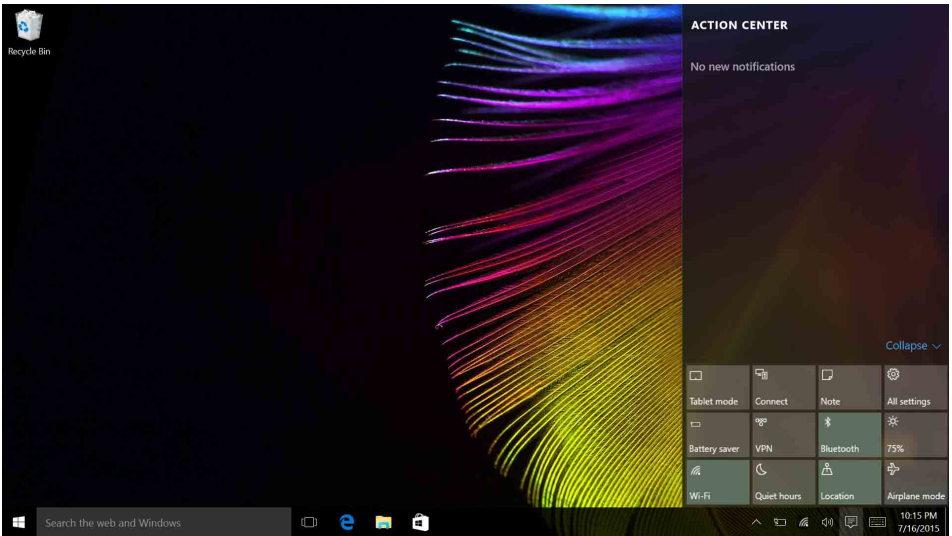 Recycle Bin
ACTION CENTER
No new notifications
Collapse
Tablet mode Connect Note All settings
Battery saver VPN Bluetooth 75%
Wi-Fi Quiet hours Location Airplane mode
Search the web and Windows
10:15 PM
7/16/2015